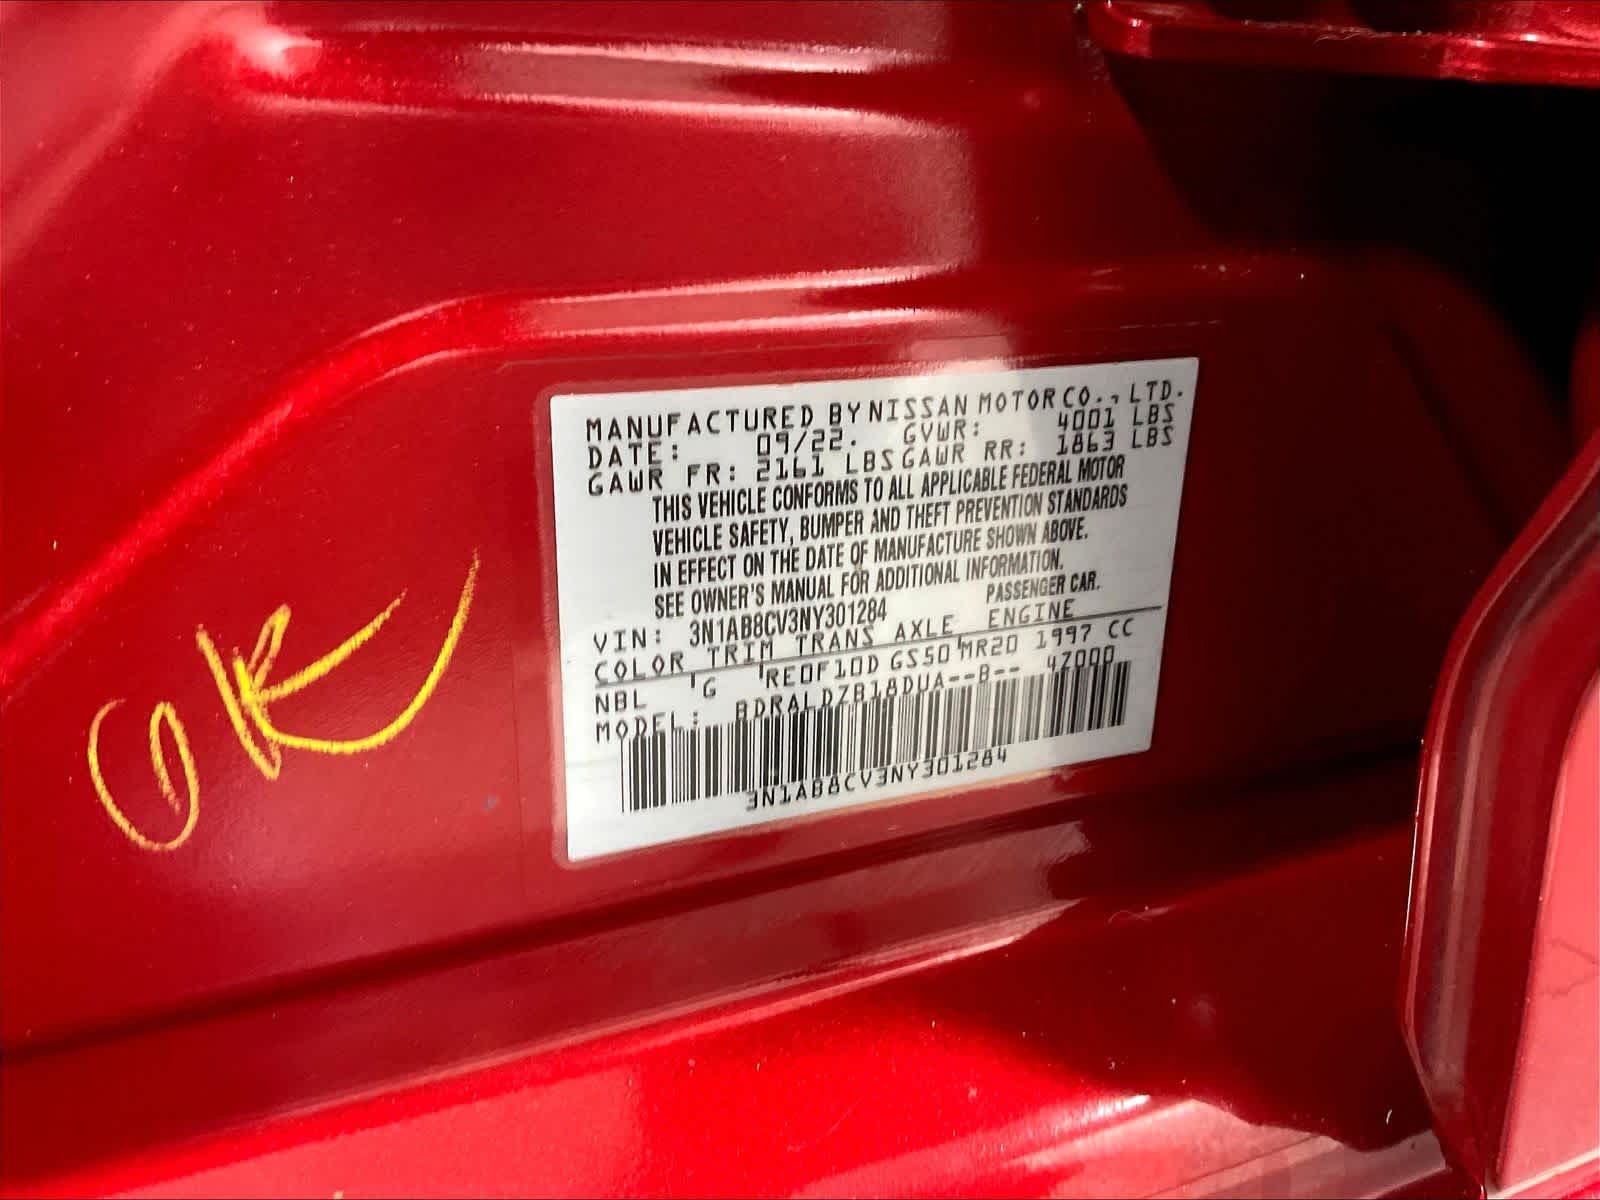 MANUFACTURED BY NISSAN MOTOR CO., LTD.
DATE: 09/22. GVWR: 4001 LBS
GAWR FR: 2161 LBS GAWR RR: 1863 LBS
THIS VEHICLE CONFORMS TO ALL APPLICABLE FEDERAL MOTOR
VEHICLE SAFETY, BUMPER AND THEFT PREVENTION STANDARDS
IN EFFECT ON THE DATE OF MANUFACTURE SHOWN ABOVE.
SEE OWNER'S MANUAL FOR ADDITIONAL INFORMATION.
VIN: 3N1AB8CV3NY301284 PASSENGER CAR.
COLOR TRIM TRANS AXLE ENGINE
NBL G RE0F10D GS50 MR20 1997 CC
MODEL: BDRALDZB18DUA--B-- 47000
3N1AB8CV3NY301284
OK